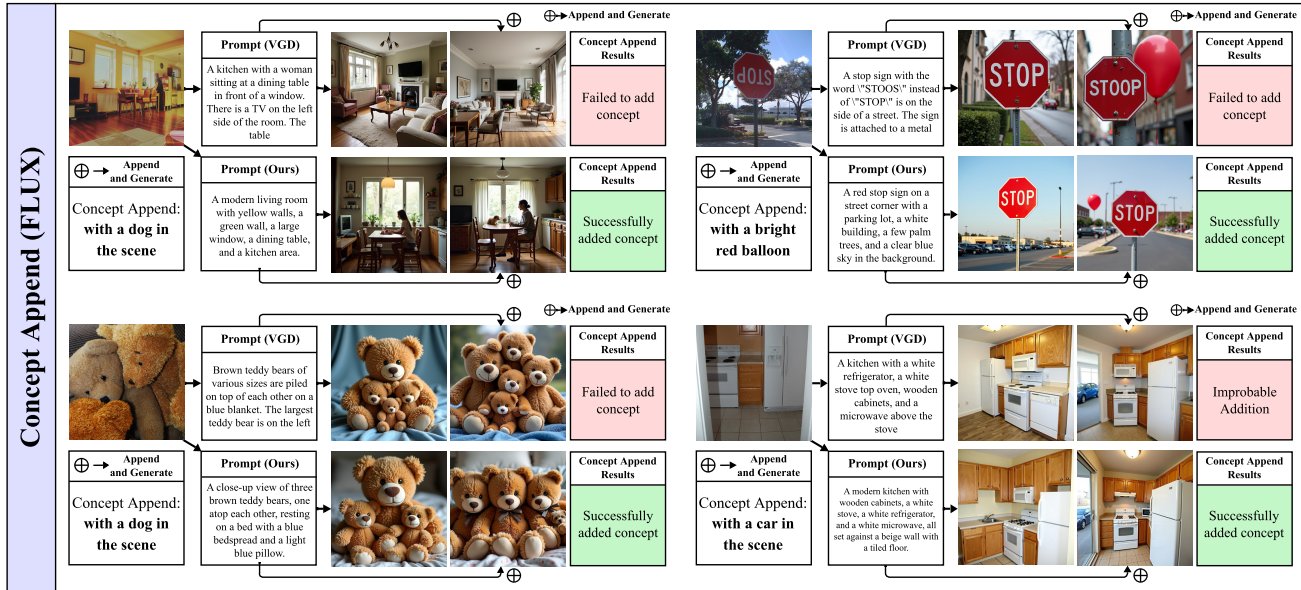 Concept Append (FLUX)
⊕→Append and Generate
Prompt (VGD)
A kitchen with a woman
sitting at a dining table
in front of a window.
There is a TV on the left
side of the room. The
table
Concept Append
Results
Failed to add
concept
⊕→ Append
and Generate
Concept Append:
with a dog in
the scene
Prompt (Ours)
A modern living room
with yellow walls, a
green wall, a large
window, a dining table,
and a kitchen area.
Concept Append
Results
Successfully
added concept
⊕→Append and Generate
STOP
Prompt (VGD)
A stop sign with the
word \"STOOS\" instead
of \"STOP\" is on the
side of a street. The sign
is attached to a metal
STOP
STOOP
Concept Append
Results
Failed to add
concept
⊕→ Append
and Generate
Concept Append:
with a bright
red balloon
Prompt (Ours)
A red stop sign on a
street corner with a
parking lot, a white
building, a few palm
trees, and a clear blue
sky in the background.
STOP
STOP
Concept Append
Results
Successfully
added concept
⊕→Append and Generate
Prompt (VGD)
Brown teddy bears of
various sizes are piled
on top of each other on a
blue blanket. The largest
teddy bear is on the left
Concept Append
Results
Failed to add
concept
⊕→ Append
and Generate
Concept Append:
with a dog in
the scene
Prompt (Ours)
A close-up view of three
brown teddy bears, one
atop each other, resting
on a bed with a blue
bedspread and a light
blue pillow.
Concept Append
Results
Successfully
added concept
⊕→Append and Generate
Prompt (VGD)
A kitchen with a white
refrigerator, a white
stove top oven, wooden
cabinets, and a
microwave above the
stove
Concept Append
Results
Improbable
Addition
⊕→ Append
and Generate
Concept Append:
with a car in
the scene
Prompt (Ours)
A modern kitchen with
wooden cabinets, a white
stove, a white refrigerator,
and a white microwave, all
set against a beige wall with
a tiled floor.
Concept Append
Results
Successfully
added concept